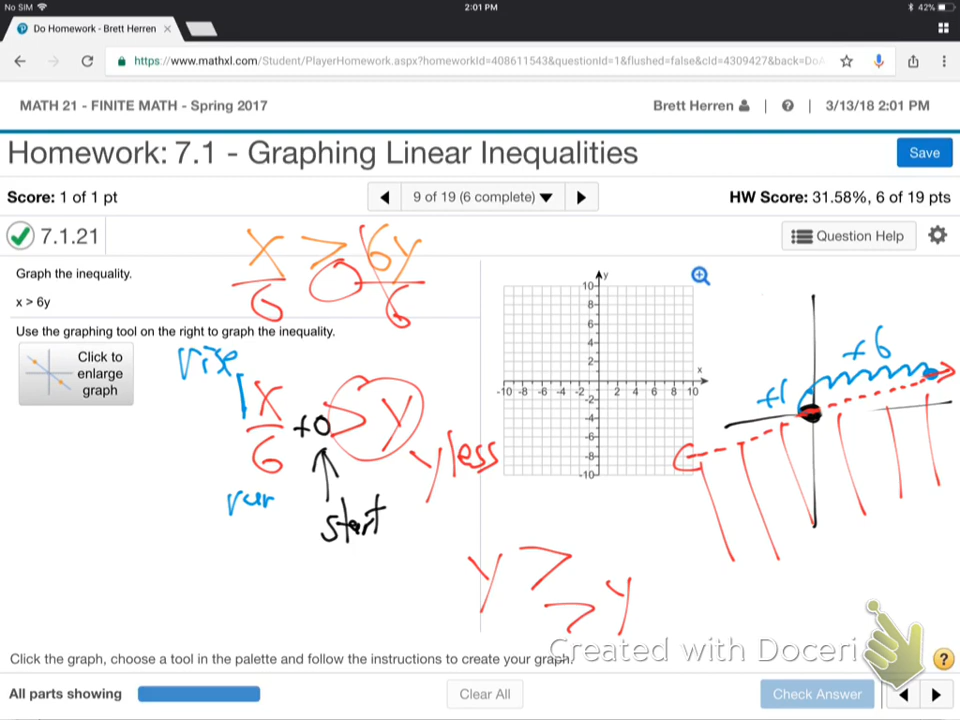 No SIM 2:01 PM 42%
Do Homework - Brett Herren ×
https://www.mathxl.com/Student/PlayerHomework.aspx?homeworkId=408611543&questionId=1&flushed=false&cId=4309427&back=DoA
MATH 21 - FINITE MATH - Spring 2017 Brett Herren | ? | 3/13/18 2:01 PM
Homework: 7.1 - Graphing Linear Inequalities Save
Score: 1 of 1 pt 9 of 19 (6 complete) HW Score: 31.58%, 6 of 19 pts
7.1.21 Question Help
x > 6y
6 6
Graph the inequality.
x > 6y
Use the graphing tool on the right to graph the inequality.
Click to
enlarge
graph
rise
1 x +0 > y
6
run
start
y less
y >
> y
y
10
8
6
4
2
x
-10 -8 -6 -4 -2 2 4 6 8 10
-2
-4
-6
-8
-10
+6
+1
Created with Doceri
Click the graph, choose a tool in the palette and follow the instructions to create your graph.
?
All parts showing Clear All Check Answer